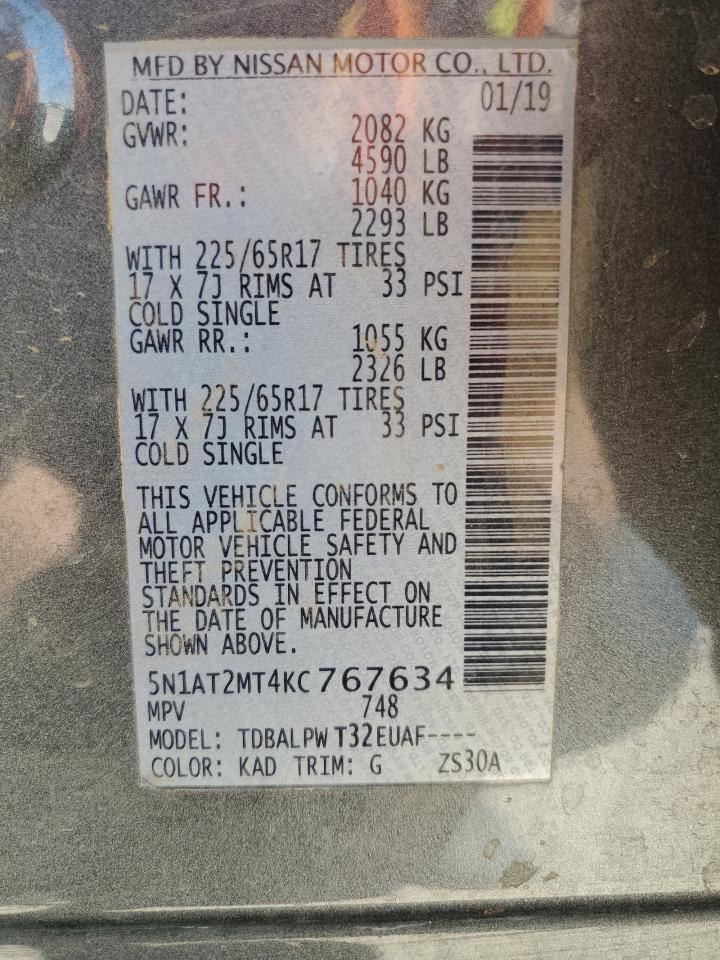 MFD BY NISSAN MOTOR CO., LTD.
DATE: 01/19
GVWR: 2082 KG
4590 LB
GAWR FR.: 1040 KG
2293 LB
WITH 225/65R17 TIRES
17 X 7J RIMS AT 33 PSI
COLD SINGLE
GAWR RR.: 1055 KG
2326 LB
WITH 225/65R17 TIRES
17 X 7J RIMS AT 33 PSI
COLD SINGLE
THIS VEHICLE CONFORMS TO
ALL APPLICABLE FEDERAL
MOTOR VEHICLE SAFETY AND
THEFT PREVENTION
STANDARDS IN EFFECT ON
THE DATE OF MANUFACTURE
SHOWN ABOVE.
5N1AT2MT4KC767634
MPV 748
MODEL: TDBALPWT32EUAF----
COLOR: KAD TRIM: G ZS30A